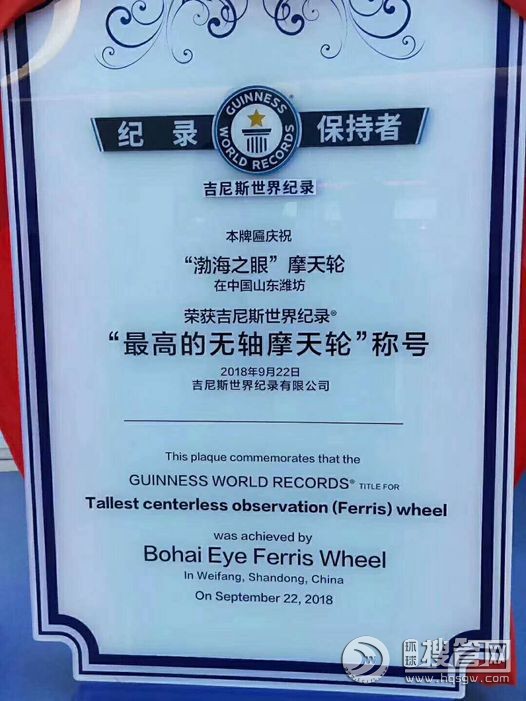 纪录
保持者
GUINNESS
WORLD RECORDS
吉尼斯世界纪录
本牌匾庆祝
“渤海之眼”摩天轮
在中国山东潍坊
荣获吉尼斯世界纪录®
“最高的无轴摩天轮”称号
2018年9月22日
吉尼斯世界纪录有限公司
This plaque commemorates that the
GUINNESS WORLD RECORDS® TITLE FOR
Tallest centerless observation (Ferris) wheel
was achieved by
Bohai Eye Ferris Wheel
In Weifang, Shandong, China
On September 22, 2018
环球搜管网
www.hqsgw.com